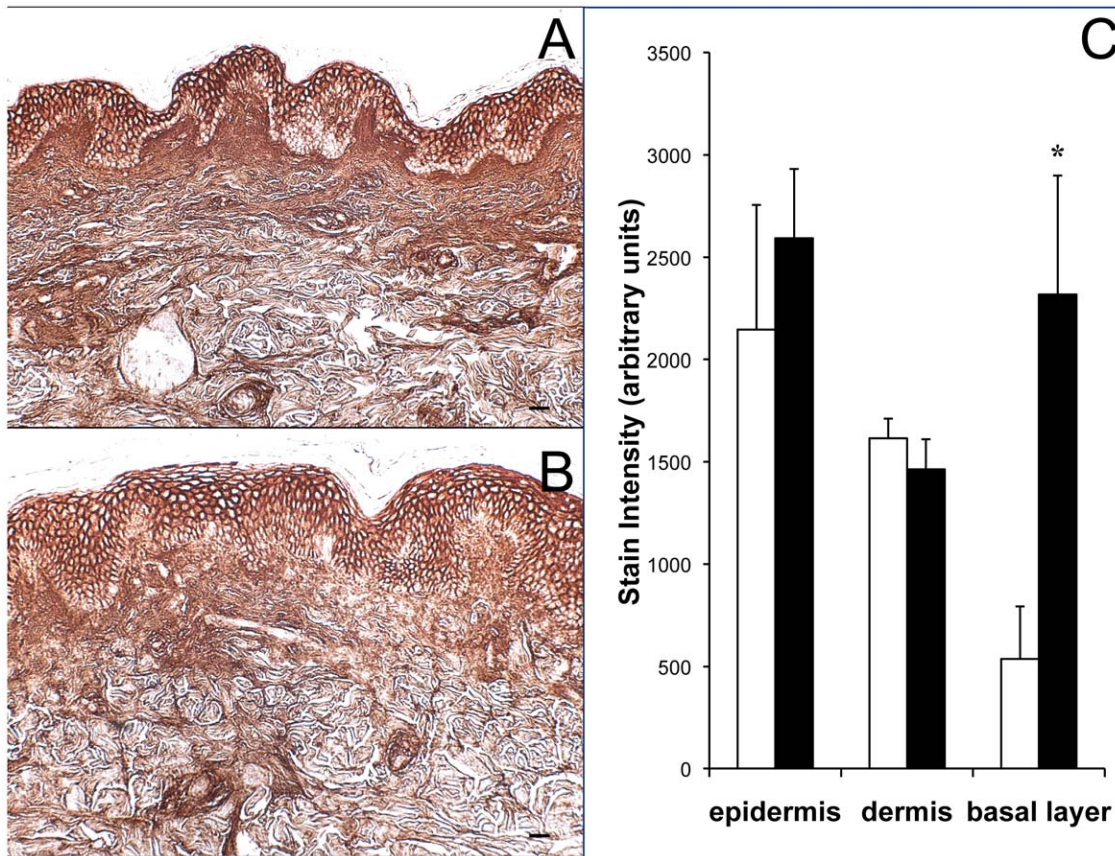 A
B
C
Stain Intensity (arbitrary units)
3500
3000
2500
2000
1500
1000
500
0
*
epidermis dermis basal layer